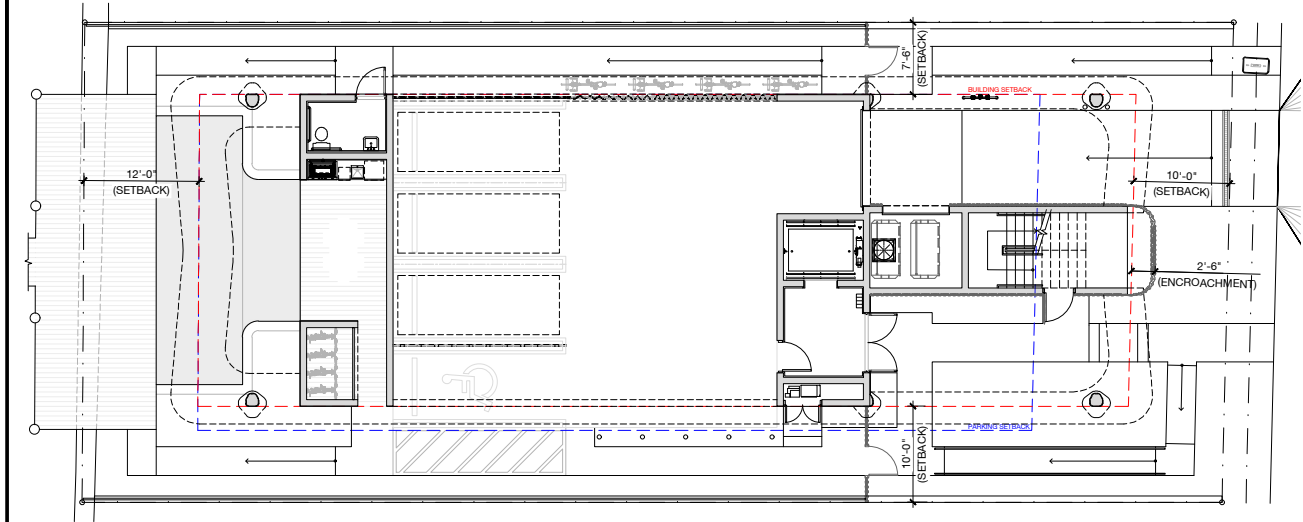 7'-6"
(SETBACK)
BUILDING SETBACK
12'-0"
(SETBACK)
10'-0"
(SETBACK)
2'-6"
(ENCROACHMENT)
PARKING SETBACK
10'-0"
(SETBACK)